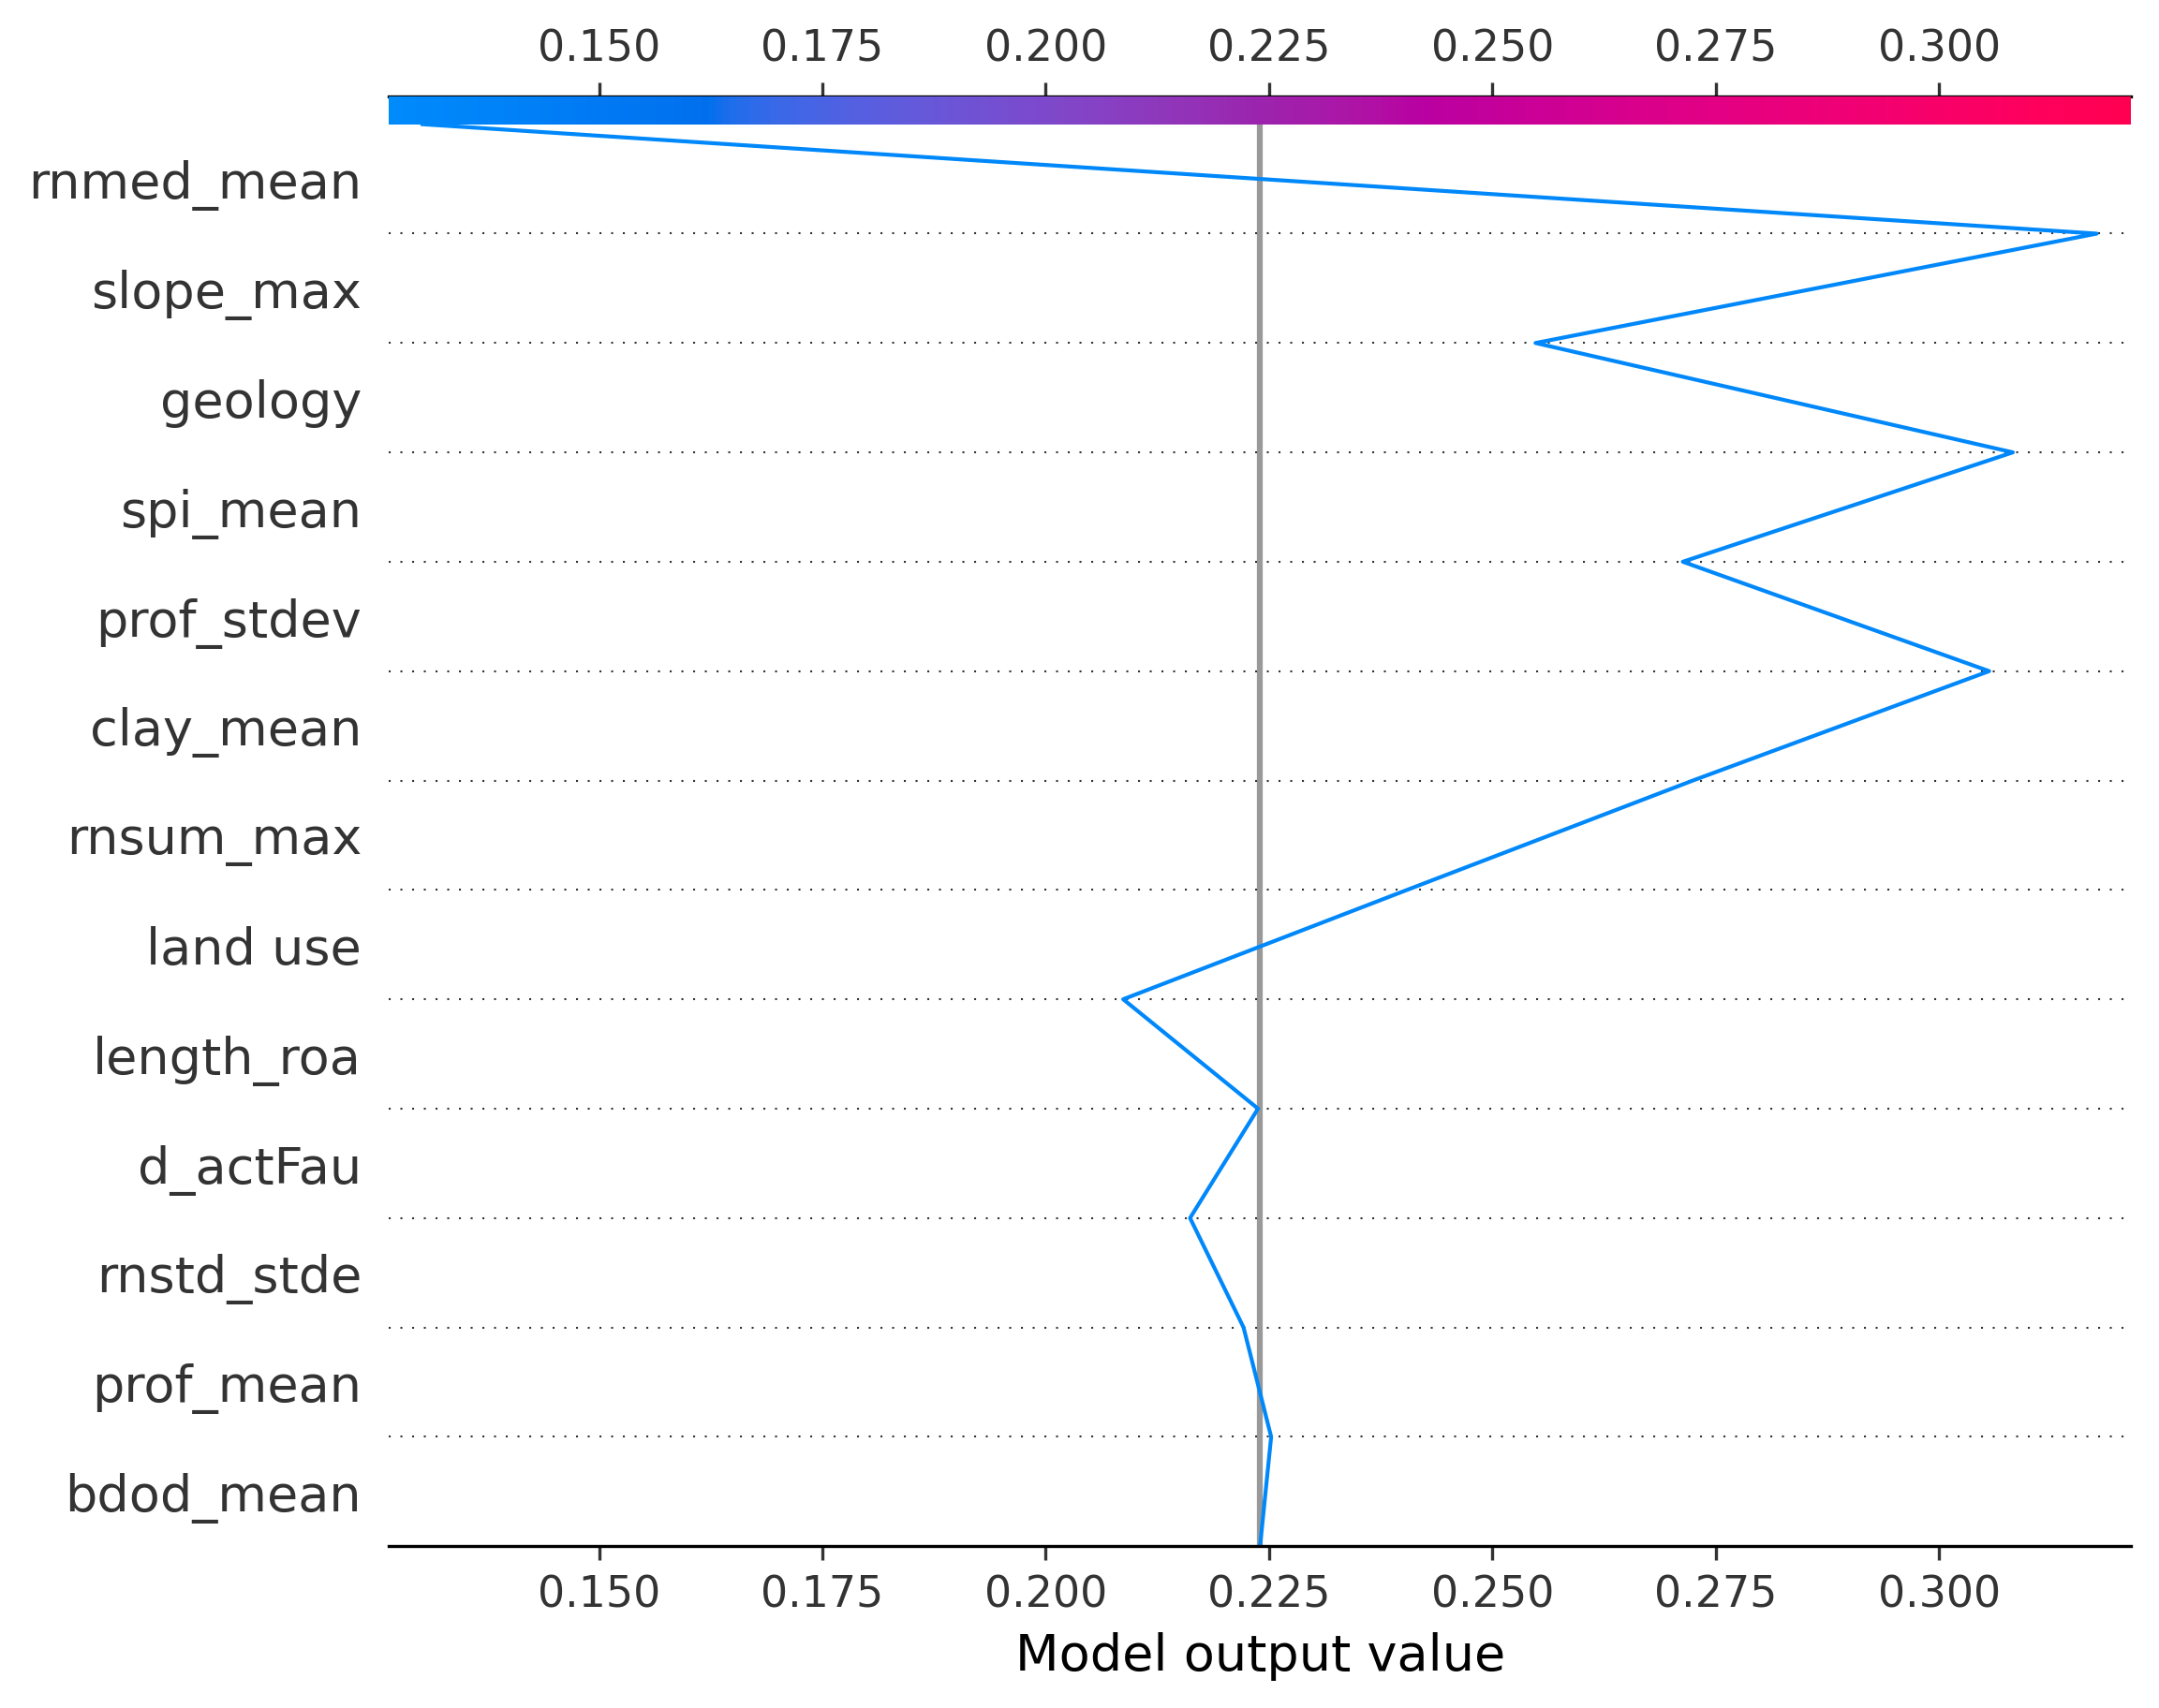 0.150 0.175 0.200 0.225 0.250 0.275 0.300
rnmed_mean
slope_max
geology
spi_mean
prof_stdev
clay_mean
rnsum_max
land use
length_roa
d_actFau
rnstd_stde
prof_mean
bdod_mean
0.150 0.175 0.200 0.225 0.250 0.275 0.300
Model output value